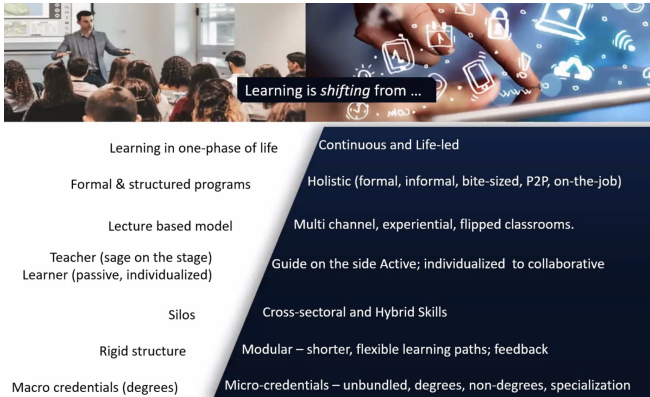 Learning is shifting from ...
Learning in one-phase of life
Continuous and Life-led
Formal & structured programs
Holistic (formal, informal, bite-sized, P2P, on-the-job)
Lecture based model
Multi channel, experiential, flipped classrooms.
Teacher (sage on the stage)
Learner (passive, individualized)
Guide on the side Active; individualized  to collaborative
Silos
Cross-sectoral and Hybrid Skills
Rigid structure
Modular – shorter, flexible learning paths; feedback
Macro credentials (degrees)
Micro-credentials – unbundled, degrees, non-degrees, specialization